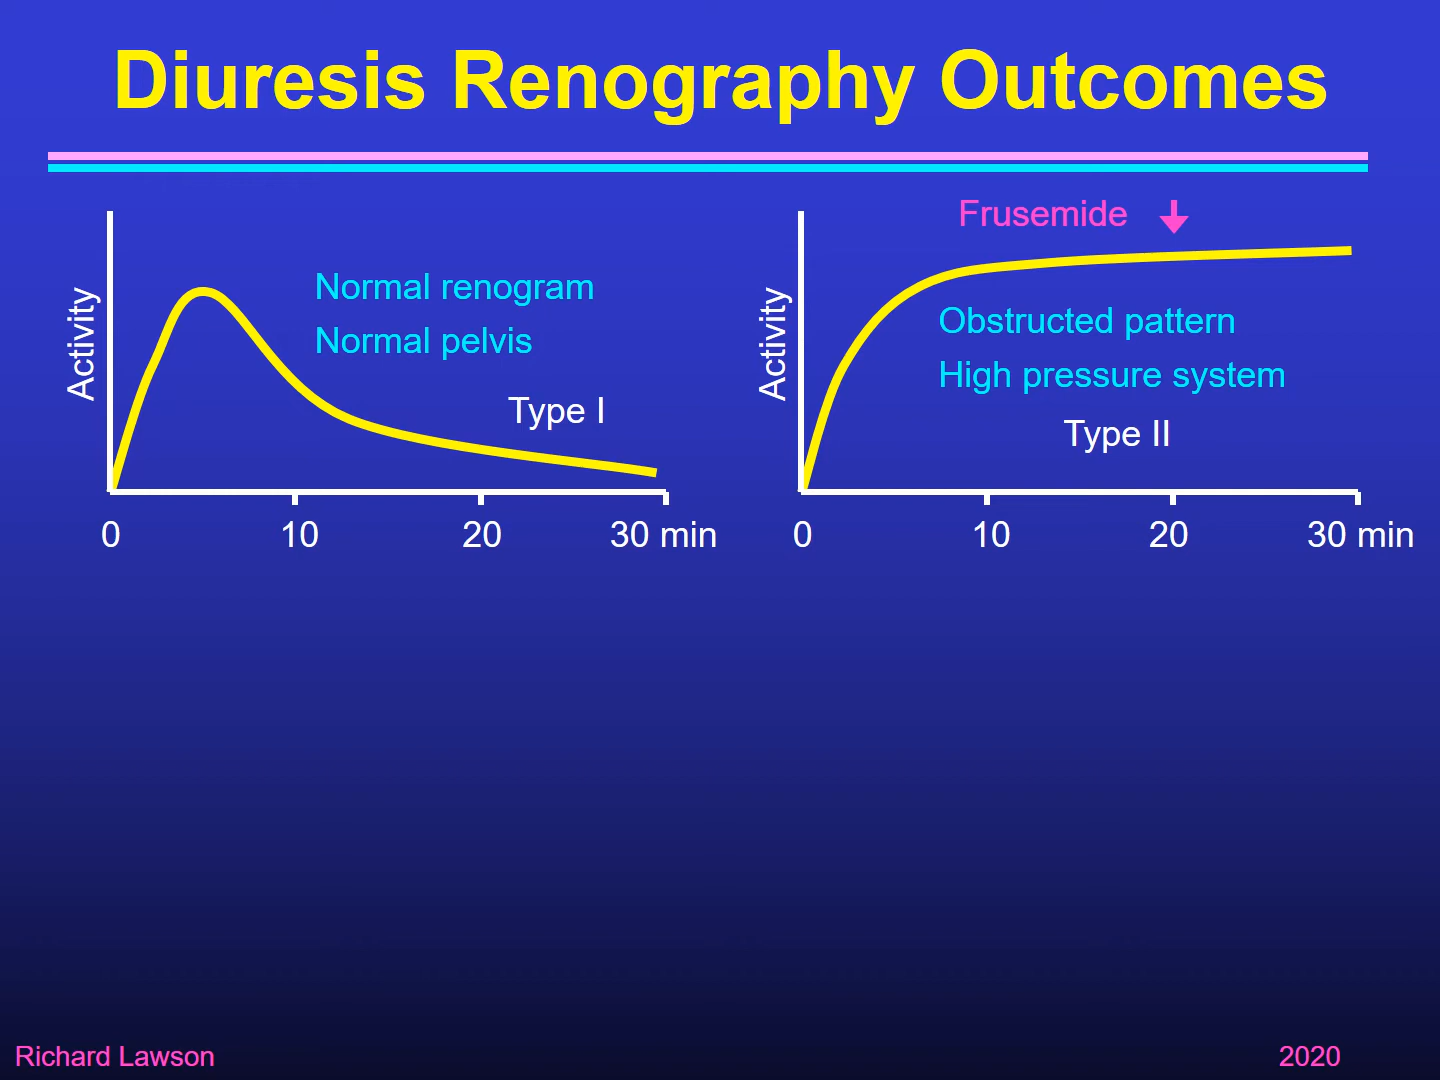 Diuresis Renography Outcomes
Activity
Normal renogram
Normal pelvis
Type I
0 10 20 30 min
Frusemide
Activity
Obstructed pattern
High pressure system
Type II
0 10 20 30 min
Richard Lawson
2020